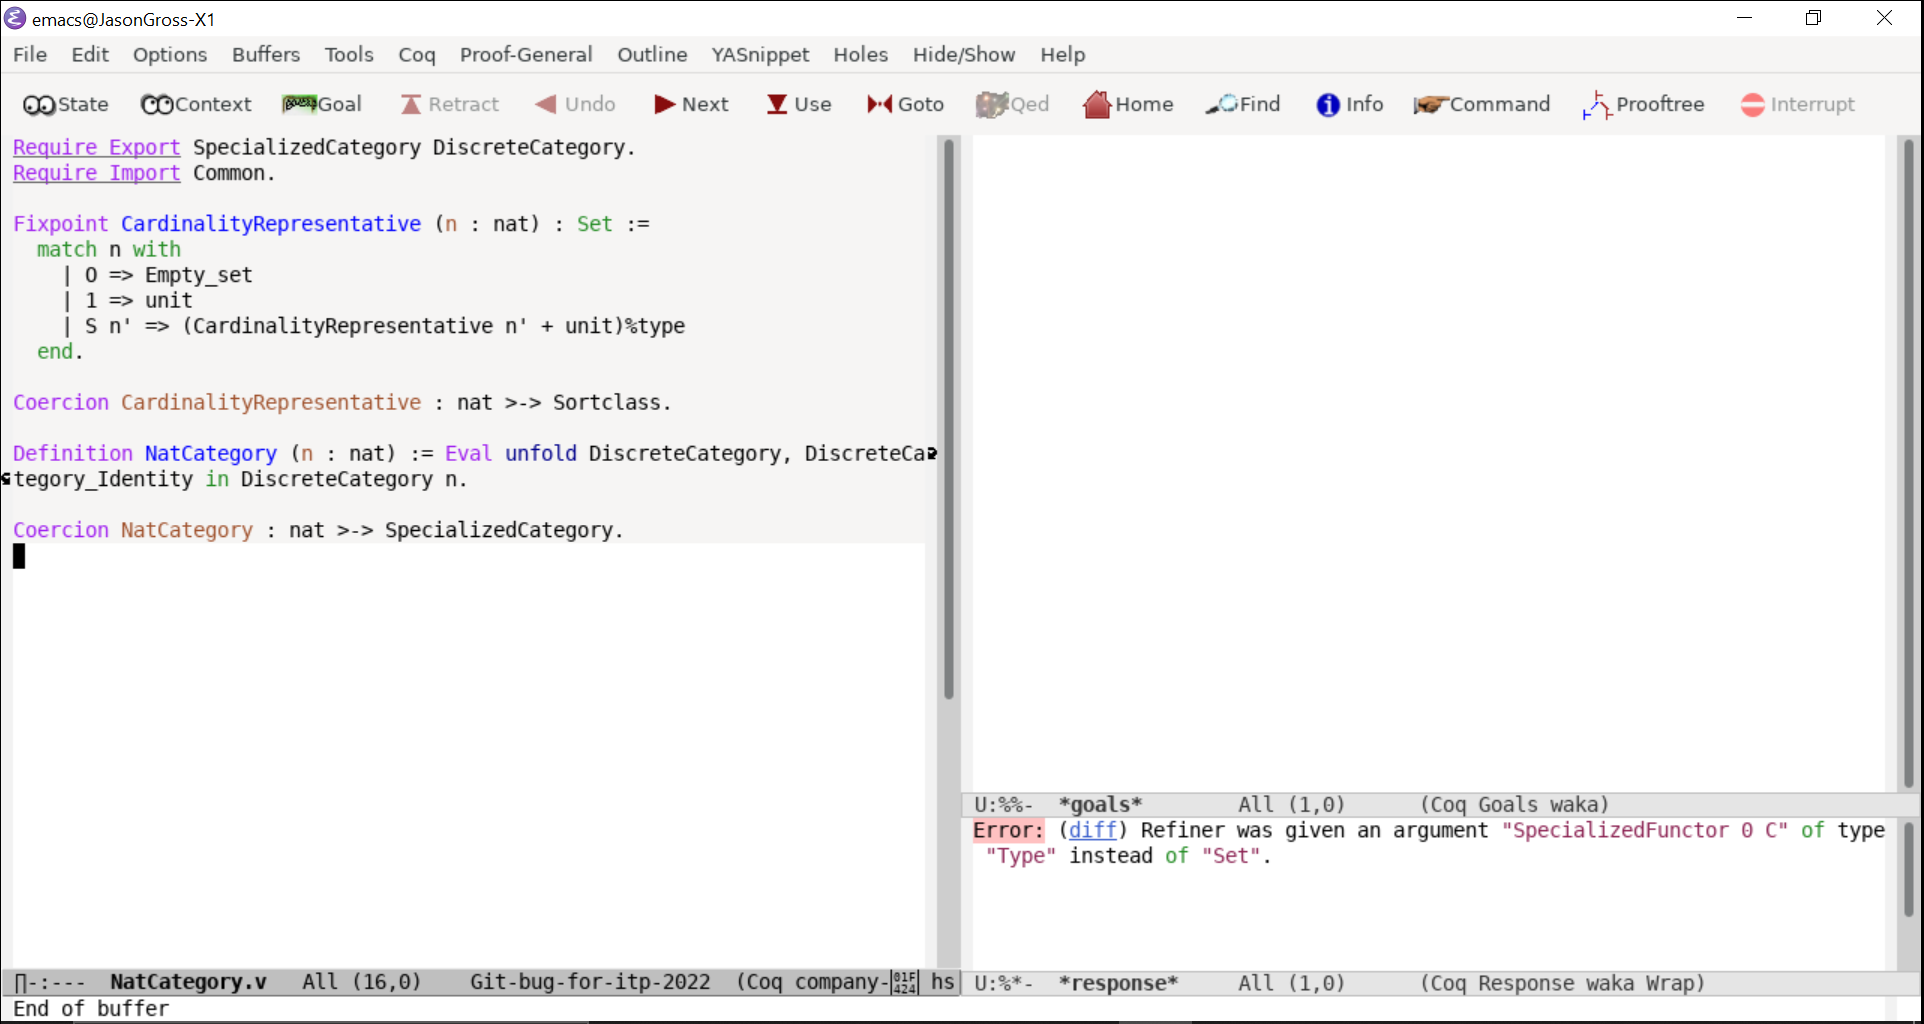 emacs@JasonGross-X1
File Edit Options Buffers Tools Coq Proof-General Outline YASnippet Holes Hide/Show Help
State Context Goal Retract Undo Next Use Goto Qed Home Find Info Command Prooftree Interrupt
Require Export SpecializedCategory DiscreteCategory.
Require Import Common.
Fixpoint CardinalityRepresentative (n : nat) : Set :=
match n with
| O => Empty_set
| 1 => unit
| S n' => (CardinalityRepresentative n' + unit)%type
end.
Coercion CardinalityRepresentative : nat >-> Sortclass.
Definition NatCategory (n : nat) := Eval unfold DiscreteCategory, DiscreteCa
tegory_Identity in DiscreteCategory n.
Coercion NatCategory : nat >-> SpecializedCategory.
U:%%- *goals* All (1,0) (Coq Goals waka)
Error: (diff) Refiner was given an argument "SpecializedFunctor 0 C" of type
"Type" instead of "Set".
-:--- NatCategory.v All (16,0) Git-bug-for-itp-2022 (Coq company- 01F424 hs
U:%*- *response* All (1,0) (Coq Response waka Wrap)
End of buffer